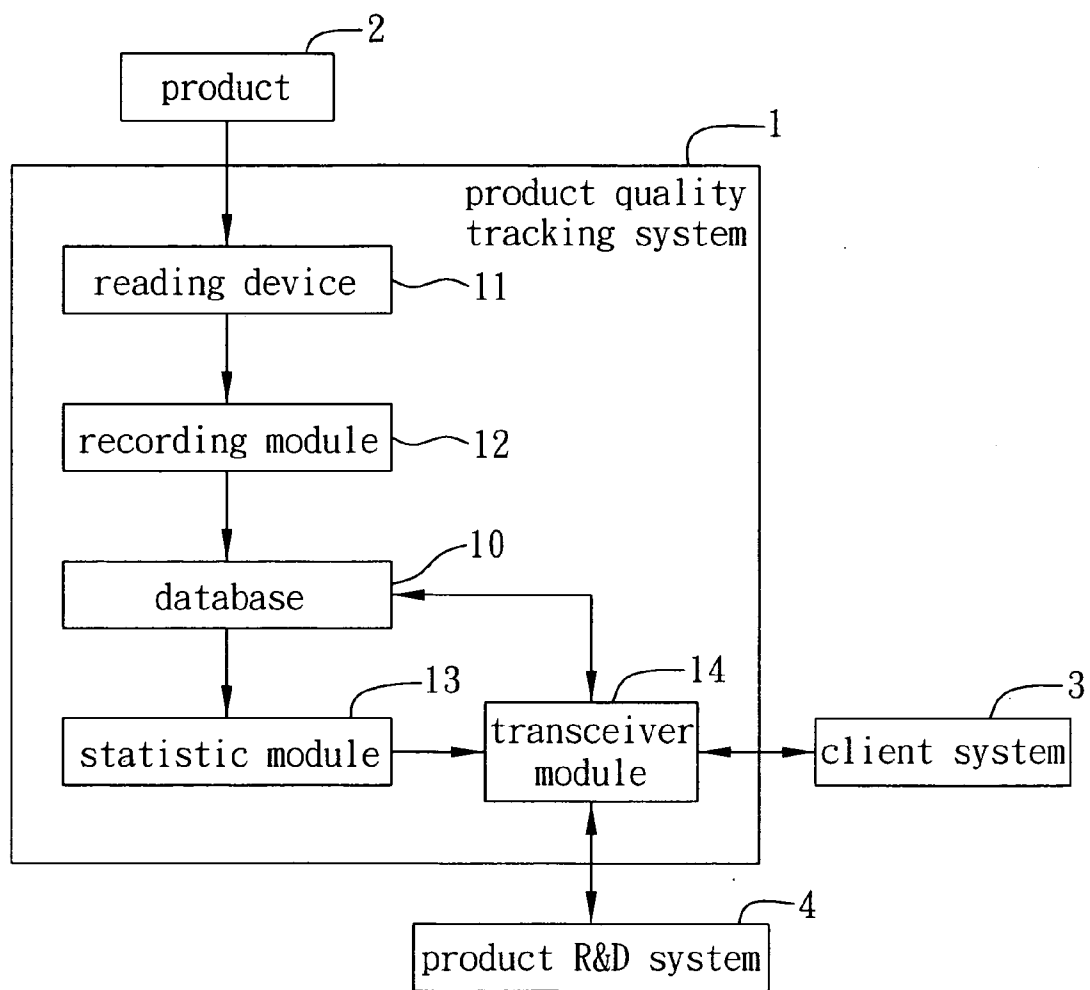 2
product
1
product quality
tracking system
reading device
11
recording module
12
10
database
13
14
3
statistic module
transceiver
module
client system
4
product R&D system